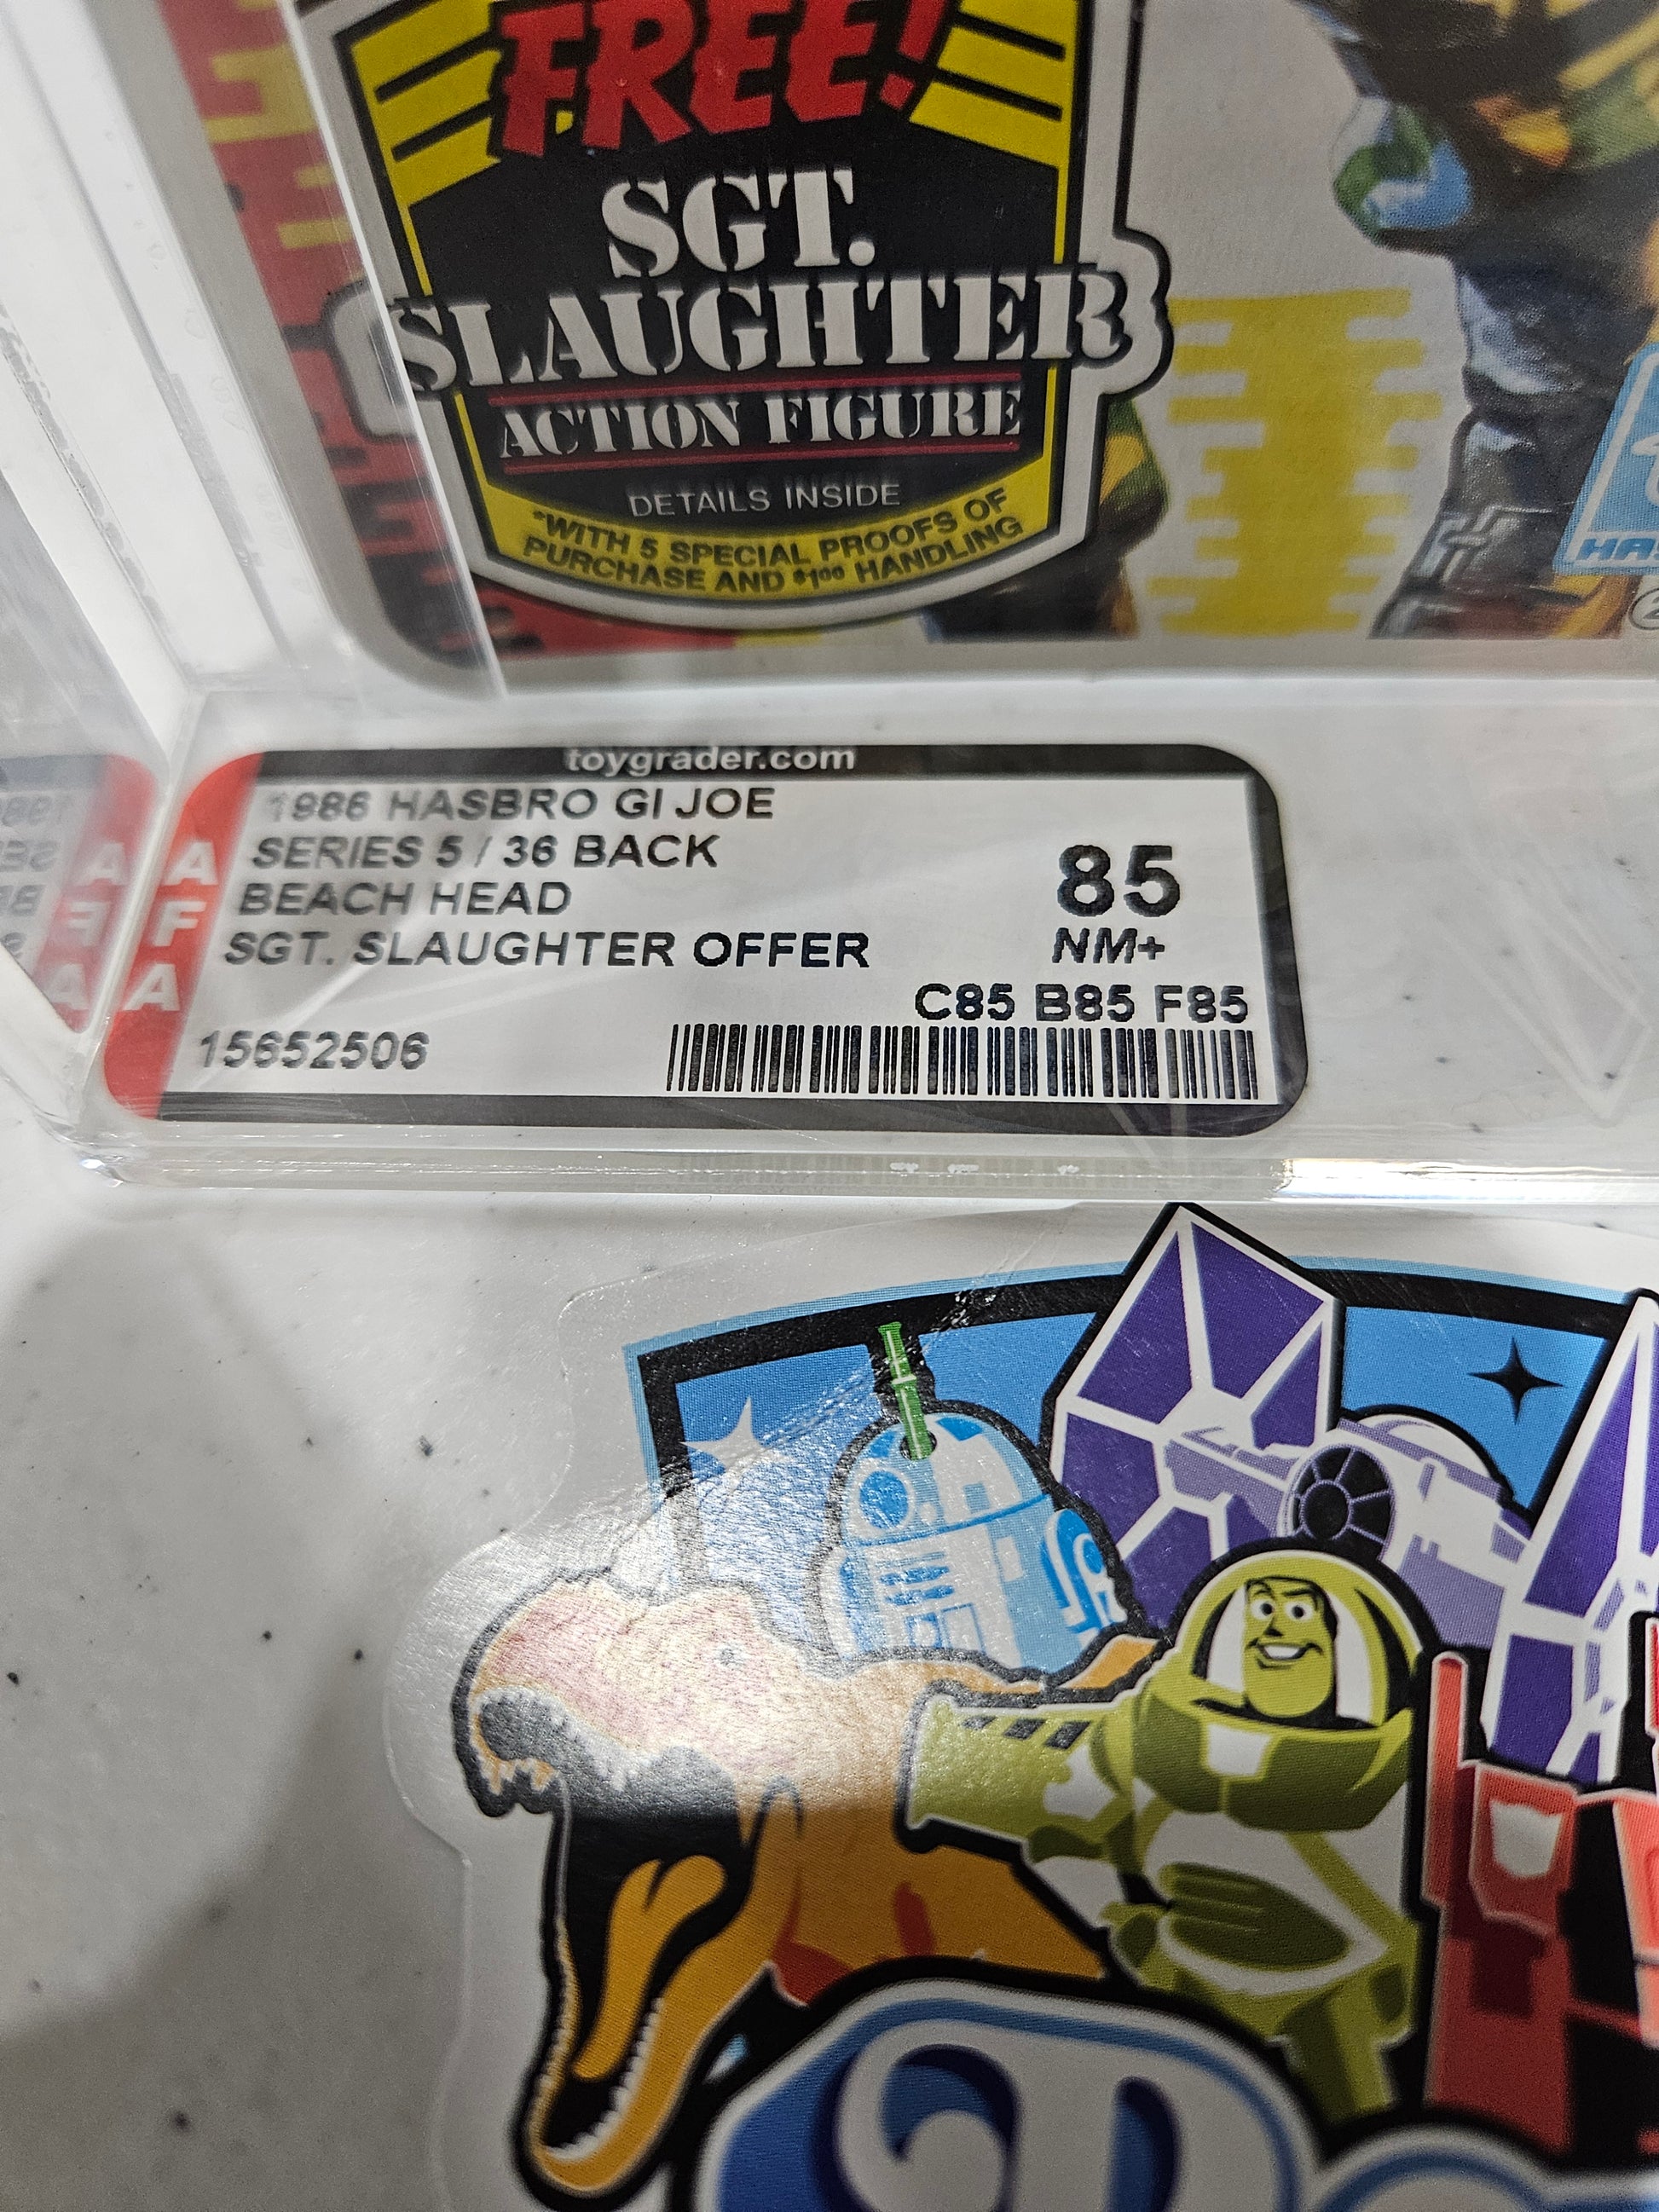 FREE!
SGT.
SLAUGHTER
ACTION FIGURE
DETAILS INSIDE
*WITH 5 SPECIAL PROOFS OF
PURCHASE AND $1.00 HANDLING
toygrader.com
AFA
1986 HASBRO GI JOE
SERIES 5 / 36 BACK
BEACH HEAD
SGT. SLAUGHTER OFFER
85
NM+
C85 B85 F85
15652506